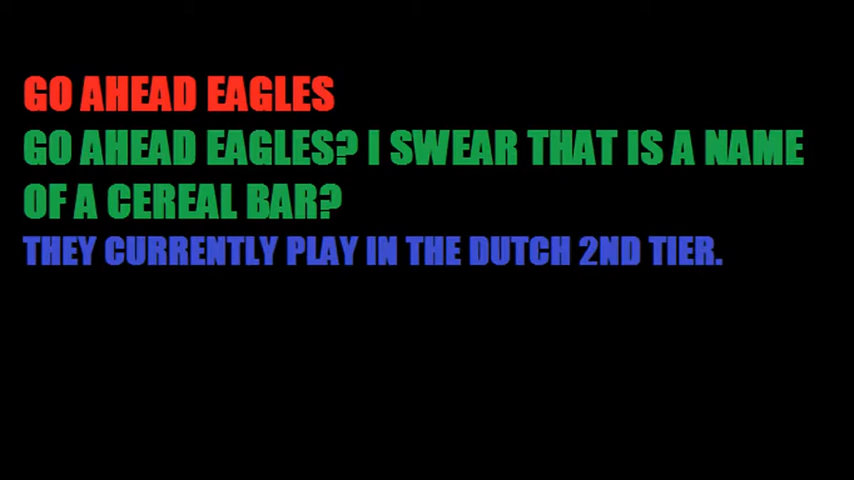 GO AHEAD EAGLES
GO AHEAD EAGLES? I SWEAR THAT IS A NAME
OF A CEREAL BAR?
THEY CURRENTLY PLAY IN THE DUTCH 2ND TIER.